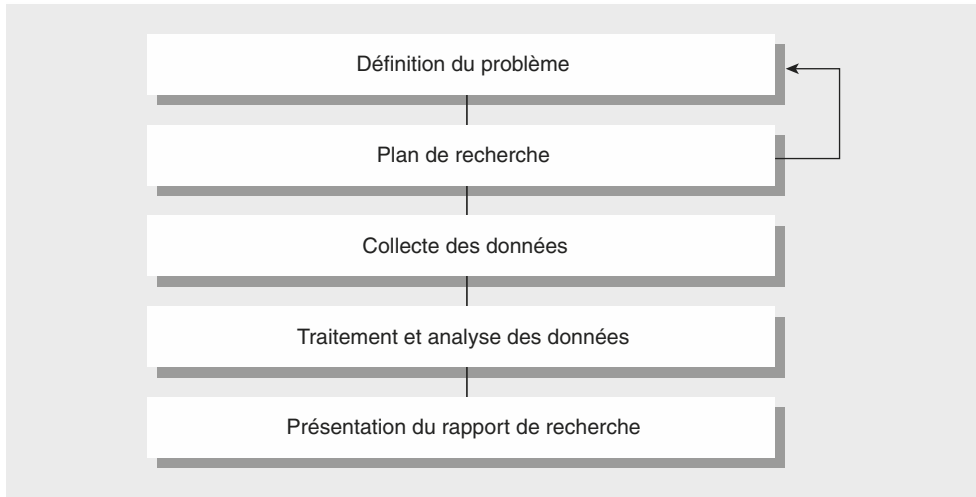 Définition du problème
Plan de recherche
Collecte des données
Traitement et analyse des données
Présentation du rapport de recherche